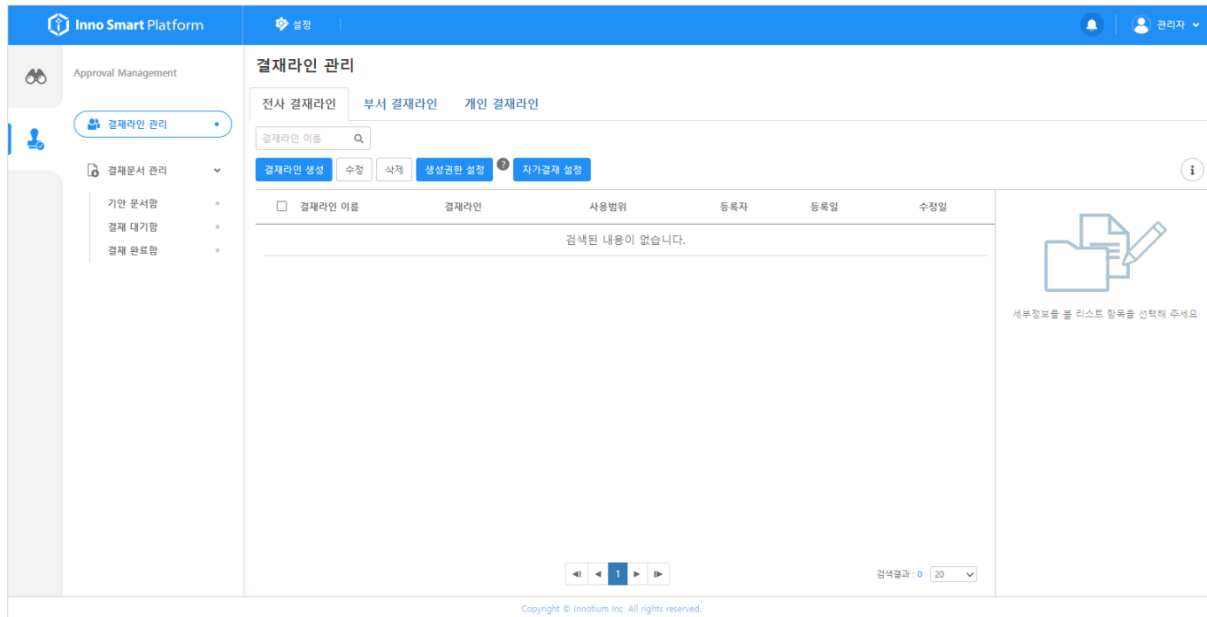 Inno Smart Platform
설정
관리자
Approval Management
결재라인 관리
결재문서 관리
기안 문서함
결재 대기함
결재 완료함
결재라인 관리
전사 결재라인 부서 결재라인 개인 결재라인
결재라인 이름
결재라인 생성 수정 삭제 생성권한 설정 ? 자가결재 설정
i
결재라인 이름 결재라인 사용범위 등록자 등록일 수정일
검색된 내용이 없습니다.
세부정보를 볼 리스트 항목을 선택해 주세요
1
검색결과 : 0 20
Copyright © Innotium Inc. All rights reserved.